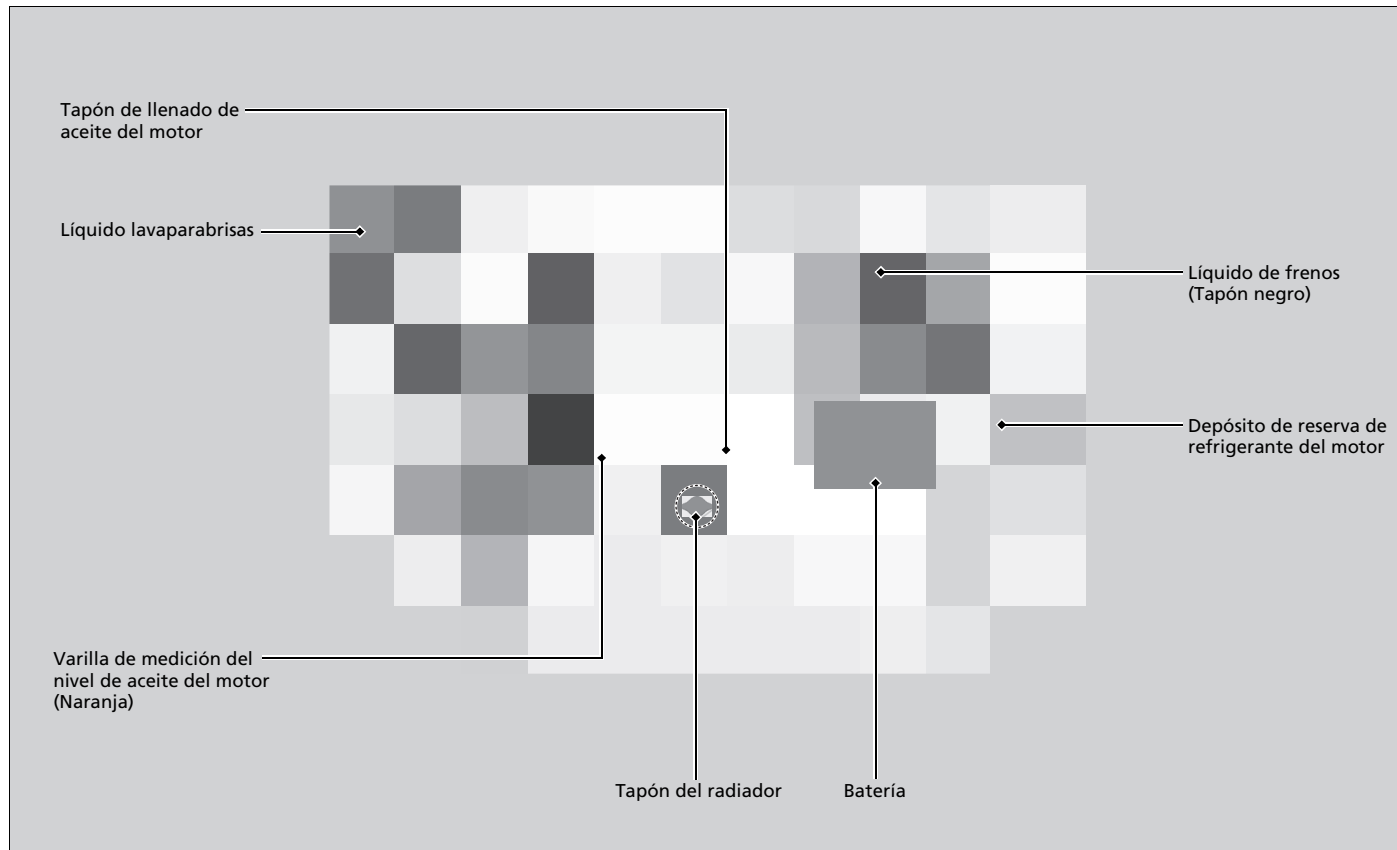 Tapón de llenado de
aceite del motor
Líquido lavaparabrisas
Líquido de frenos
(Tapón negro)
Depósito de reserva de
refrigerante del motor
Varilla de medición del
nivel de aceite del motor
(Naranja)
Tapón del radiador
Batería